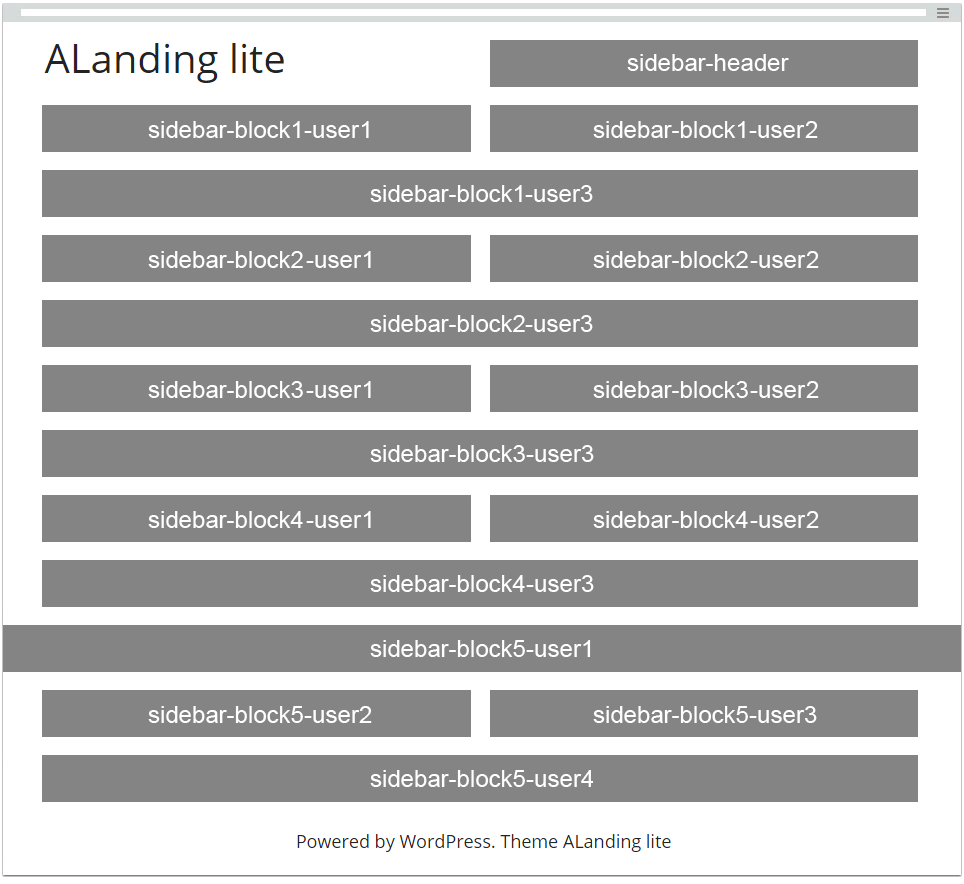 ALanding lite
sidebar-header
sidebar-block1-user1
sidebar-block1-user2
sidebar-block1-user3
sidebar-block2-user1
sidebar-block2-user2
sidebar-block2-user3
sidebar-block3-user1
sidebar-block3-user2
sidebar-block3-user3
sidebar-block4-user1
sidebar-block4-user2
sidebar-block4-user3
sidebar-block5-user1
sidebar-block5-user2
sidebar-block5-user3
sidebar-block5-user4
Powered by WordPress. Theme ALanding lite